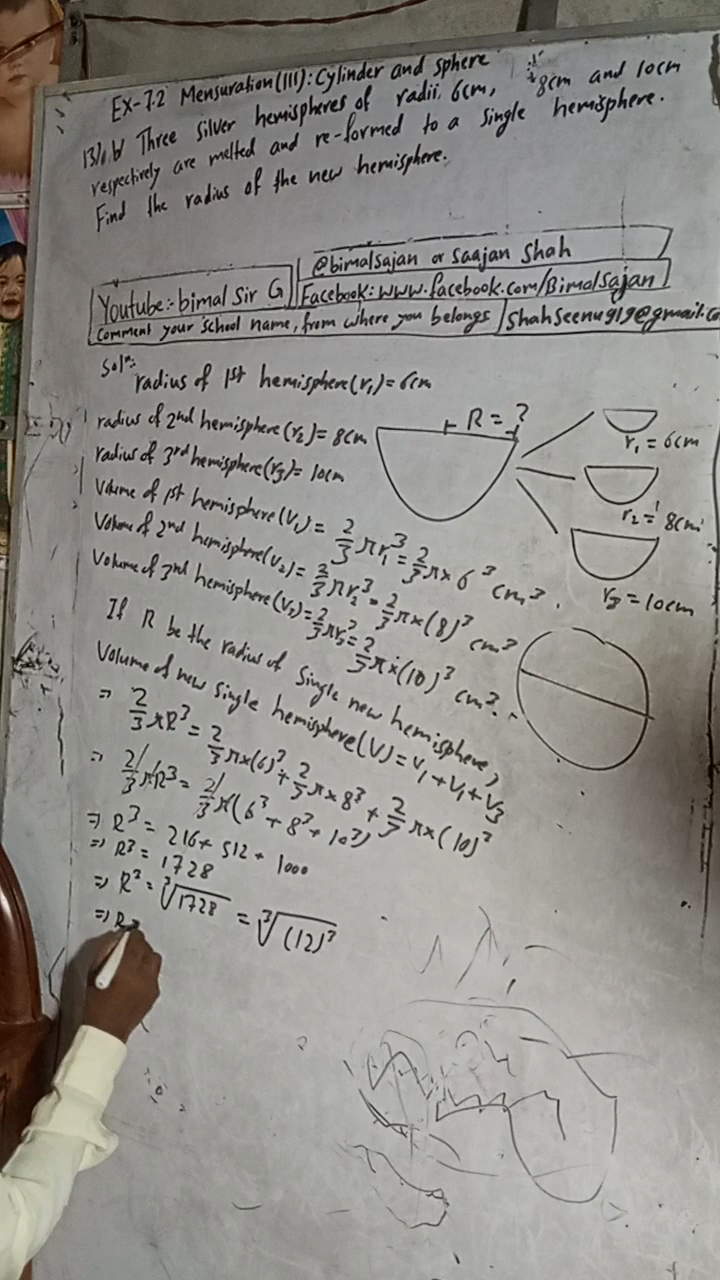 Ex-7.2 Mensuration (III): Cylinder and sphere
13) b) Three silver hemispheres of radii 6cm, 8cm and 10cm
respectively are melted and re-formed to a single hemisphere.
Find the radius of the new hemisphere.
@bimalsajan or Saajan Shah
Youtube:- bimal Sir G
Facebook: www.facebook.com/Bimalsajan
Comment your school name, from where you belongs
Shahseenu919@gmail.co
Solⁿ:
radius of 1st hemisphere (r₁) = 6cm
radius of 2nd hemisphere (r₂) = 8cm
radius of 3rd hemisphere (r₃) = 10cm
R = ?
r₁ = 6cm
r₂ = 8cm
r₃ = 10cm
Volume of 1st hemisphere (V₁) = 2/3 πr₁³ = 2/3 π × 6³ cm³.
Volume of 2nd hemisphere (V₂) = 2/3 πr₂³ = 2/3 π × (8)³ cm³
Volume of 3rd hemisphere (V₃) = 2/3 πr₃³ = 2/3 π × (10)³ cm³.
If R be the radius of single new hemisphere,
Volume of new single hemisphere (V) = V₁ + V₁ + V₃
⇒ 2/3 πR³ = 2/3 π × (6)³ + 2/3 π × 8³ + 2/3 π × (10)³
⇒ 2/3 πR³ = 2/3 π (6³ + 8³ + 10³)
⇒ R³ = 216 + 512 + 1000
⇒ R³ = 1728
⇒ R³ = ∛1728 = ∛(12)³
⇒ R